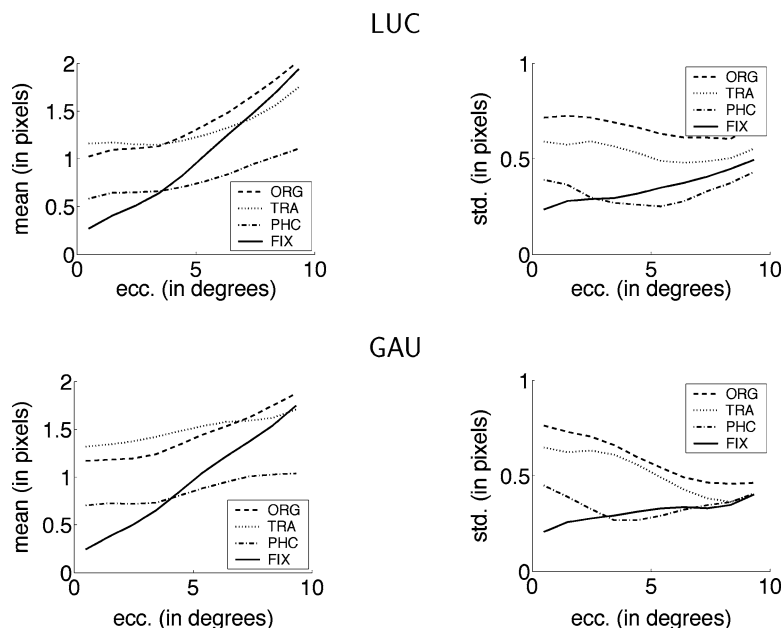 LUC
mean (in pixels)
2
1.5
1
0.5
0
0 5 10
ecc. (in degrees)
ORG
TRA
PHC
FIX
std. (in pixels)
1
0.5
0
0 5 10
ecc. (in degrees)
ORG
TRA
PHC
FIX
GAU
mean (in pixels)
2
1.5
1
0.5
0
0 5 10
ecc. (in degrees)
ORG
TRA
PHC
FIX
std. (in pixels)
1
0.5
0
0 5 10
ecc. (in degrees)
ORG
TRA
PHC
FIX